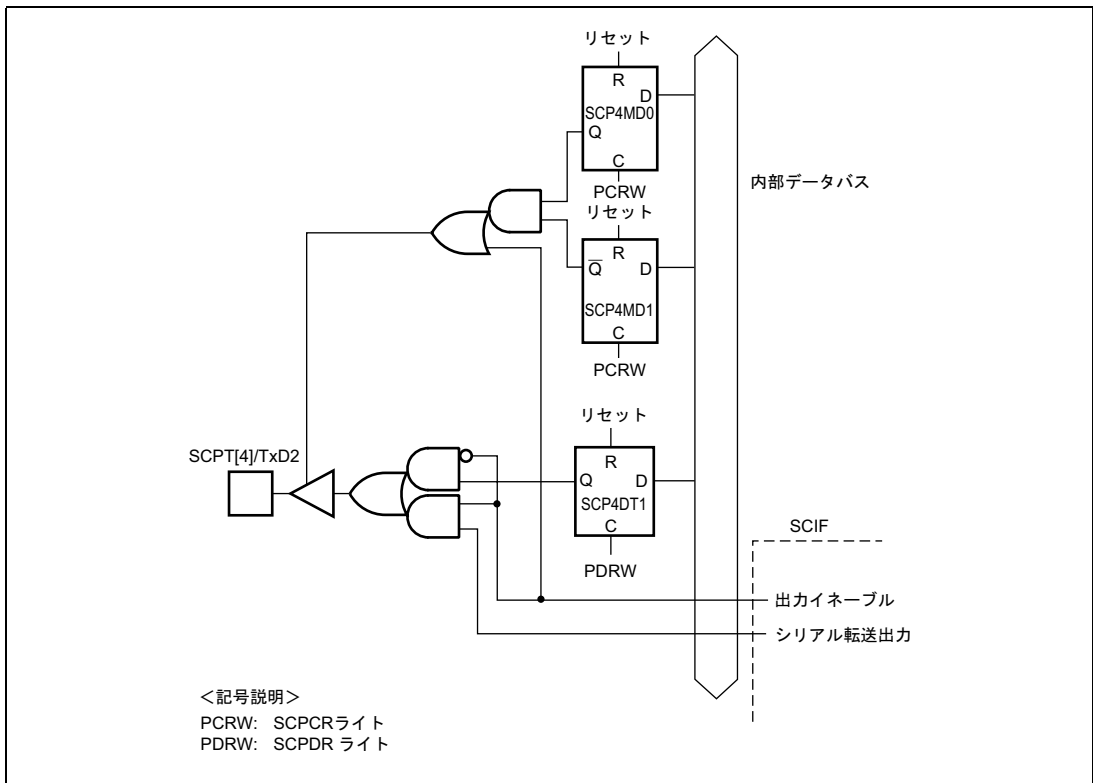 リセット
R
D
SCP4MD0
Q
C
PCRW
リセット
内部データバス
R
Q̅
D
SCP4MD1
C
PCRW
リセット
SCPT[4]/TxD2
R
Q
D
SCP4DT1
C
SCIF
PDRW
出力イネーブル
シリアル転送出力
＜記号説明＞
PCRW: SCPCRライト
PDRW: SCPDR ライト